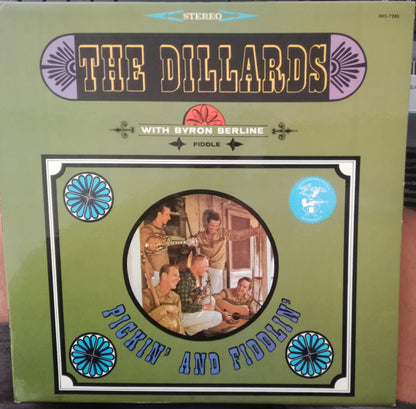 STEREO
EKS-7285
THE DILLARDS
WITH BYRON BERLINE
FIDDLE
PICKIN' AND FIDDLIN'